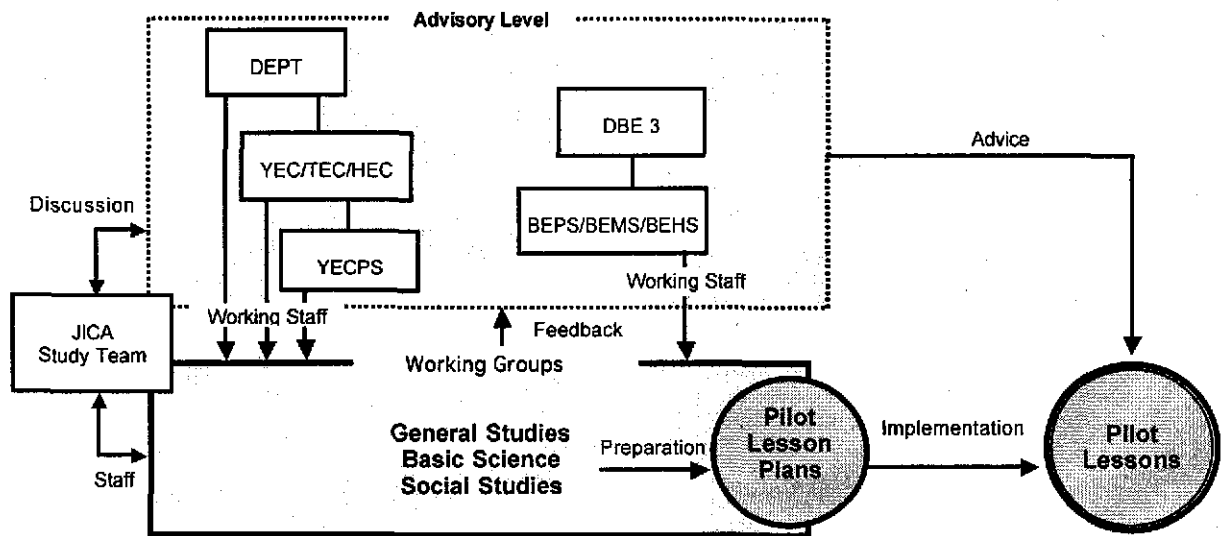 Advisory Level
DEPT
DBE 3
Advice
YEC/TEC/HEC
Discussion
BEPS/BEMS/BEHS
YECPS
Working Staff
JICA
Study Team
Working Staff
Feedback
Working Groups
General Studies
Basic Science
Social Studies
Preparation
Pilot
Lesson
Plans
Implementation
Pilot
Lessons
Staff